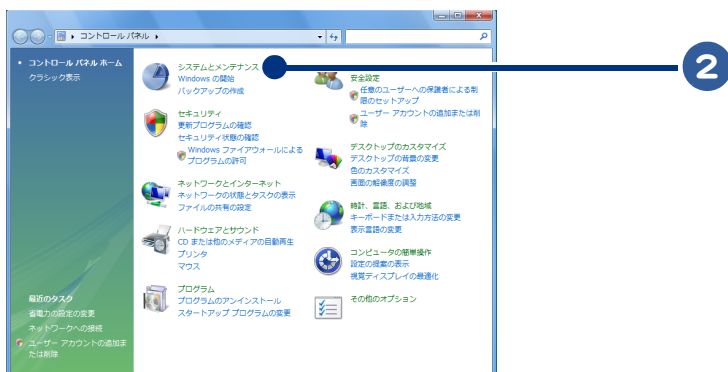 コントロール パネル
コントロール パネル ホーム
クラシック表示
システムとメンテナンス
Windows の開始
バックアップの作成
セキュリティ
更新プログラムの確認
セキュリティ状態の確認
Windows ファイアウォールによる
プログラムの許可
ネットワークとインターネット
ネットワークの状態とタスクの表示
ファイルの共有の設定
ハードウェアとサウンド
CD または他のメディアの自動再生
プリンタ
マウス
プログラム
プログラムのアンインストール
スタートアップ プログラムの変更
安全設定
任意のユーザーへの保護者による制
限のセットアップ
ユーザー アカウントの追加または削
除
デスクトップのカスタマイズ
デスクトップの背景の変更
色のカスタマイズ
画面の解像度の調整
時計、言語、および地域
キーボードまたは入力方法の変更
表示言語の変更
コンピュータの簡単操作
設定の提案の表示
視覚ディスプレイの最適化
その他のオプション
最近のタスク
省電力の設定の変更
ネットワークへの接続
ユーザー アカウントの追加ま
たは削除
2